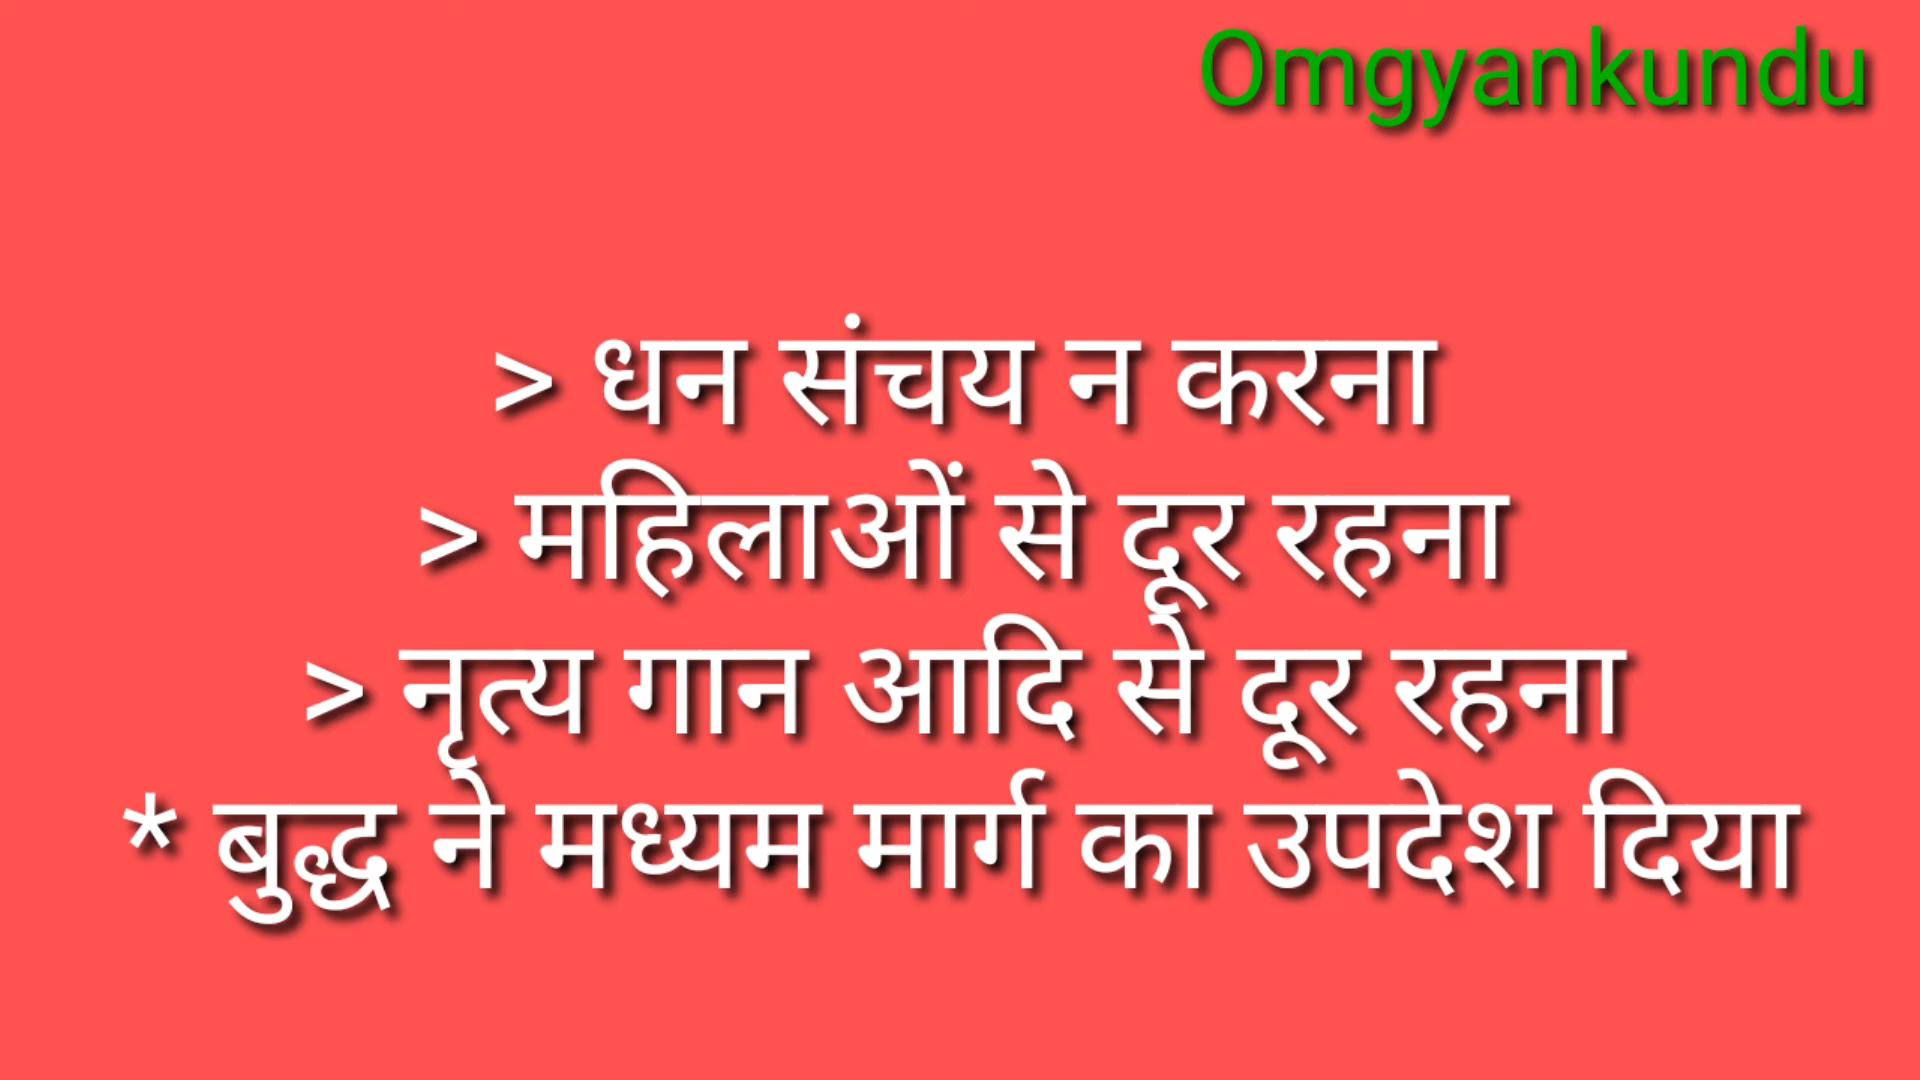 Omgyankundu
> धन संचय न करना
> महिलाओं से दूर रहना
> नृत्य गान आदि से दूर रहना
* बुद्ध ने मध्यम मार्ग का उपदेश दिया